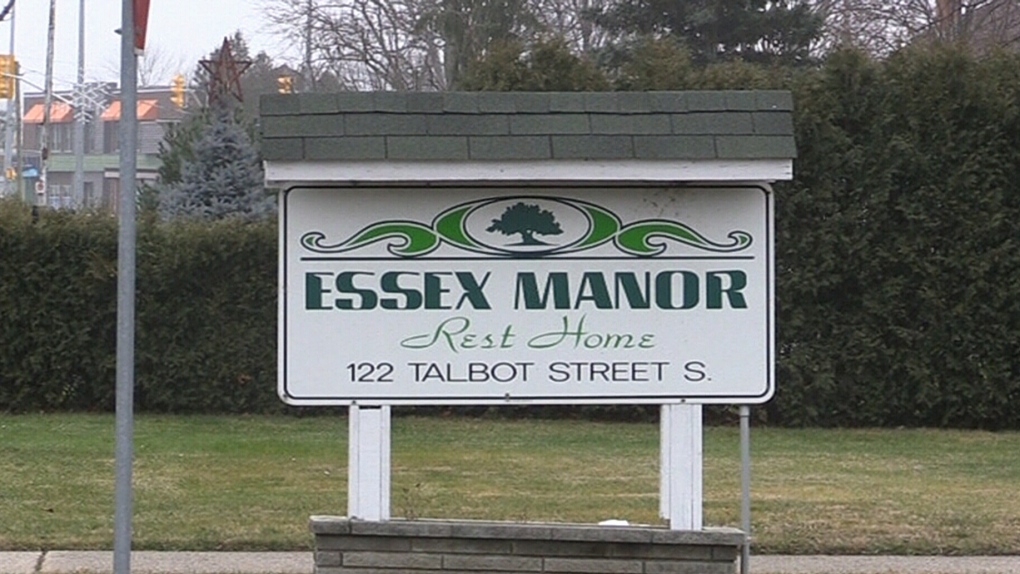 ESSEX MANOR
Rest Home
122 TALBOT STREET S.